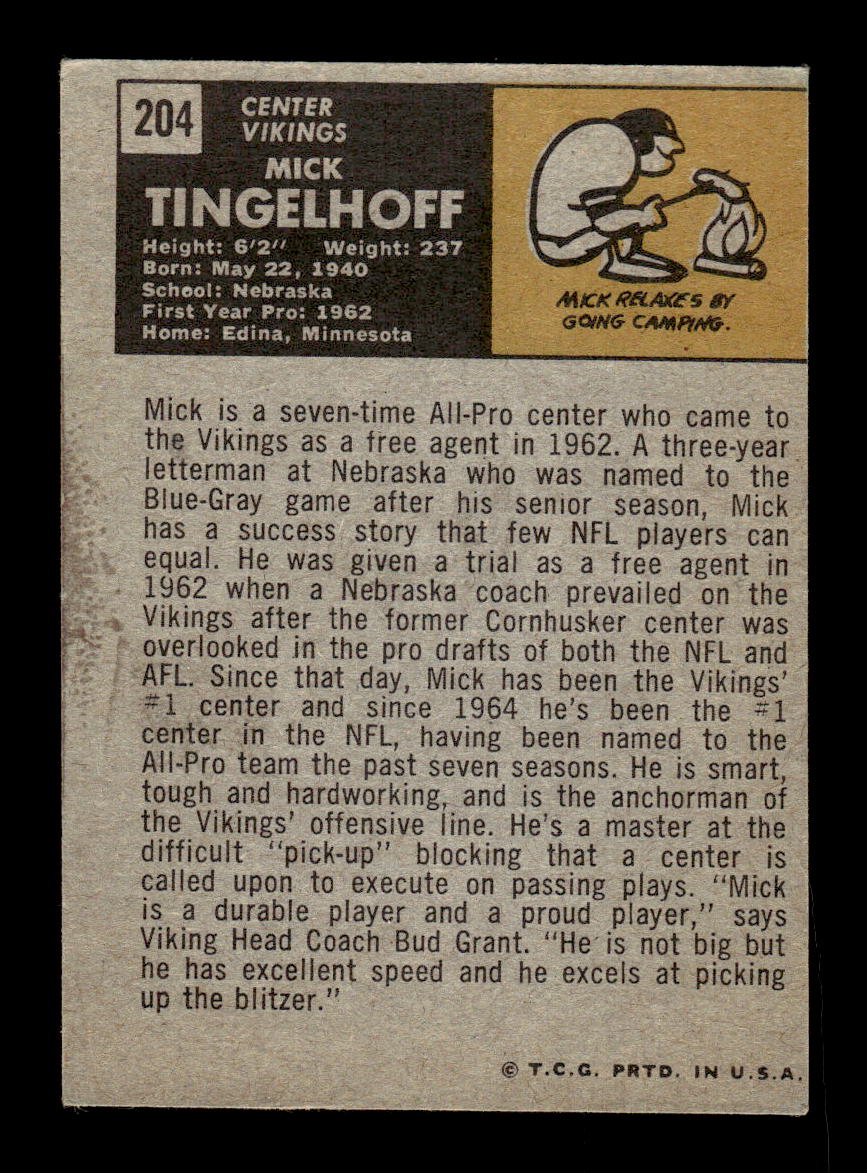 204
CENTER
VIKINGS
MICK
TINGELHOFF
Height: 6'2" Weight: 237
Born: May 22, 1940
School: Nebraska
First Year Pro: 1962
Home: Edina, Minnesota
MICK RELAXES BY
GOING CAMPING.
Mick is a seven-time All-Pro center who came to
the Vikings as a free agent in 1962. A three-year
letterman at Nebraska who was named to the
Blue-Gray game after his senior season, Mick
has a success story that few NFL players can
equal. He was given a trial as a free agent in
1962 when a Nebraska coach prevailed on the
Vikings after the former Cornhusker center was
overlooked in the pro drafts of both the NFL and
AFL. Since that day, Mick has been the Vikings'
#1 center and since 1964 he's been the #1
center in the NFL, having been named to the
All-Pro team the past seven seasons. He is smart,
tough and hardworking, and is the anchorman of
the Vikings' offensive line. He's a master at the
difficult "pick-up" blocking that a center is
called upon to execute on passing plays. "Mick
is a durable player and a proud player," says
Viking Head Coach Bud Grant. "He is not big but
he has excellent speed and he excels at picking
up the blitzer."
© T.C.G. PRTD. IN U.S.A.